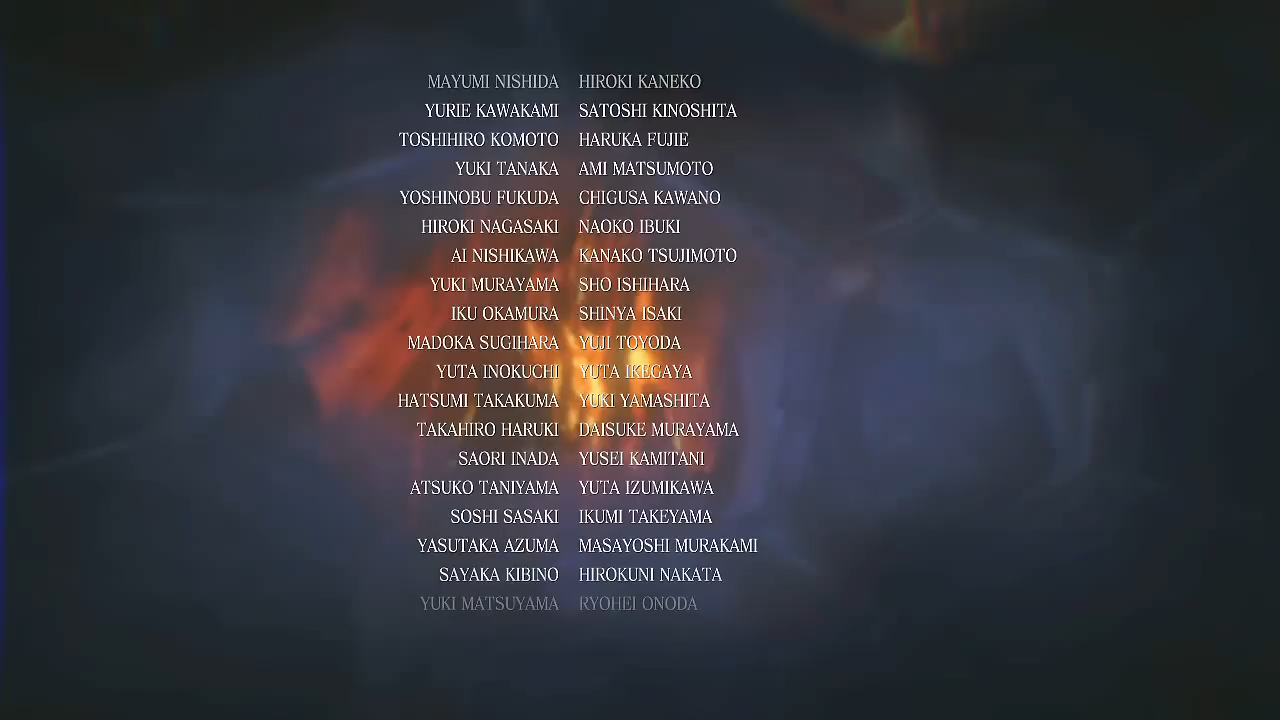 MAYUMI NISHIDA HIROKI KANEKO
YURIE KAWAKAMI SATOSHI KINOSHITA
TOSHIHIRO KOMOTO HARUKA FUJIE
YUKI TANAKA AMI MATSUMOTO
YOSHINOBU FUKUDA CHIGUSA KAWANO
HIROKI NAGASAKI NAOKO IBUKI
AI NISHIKAWA KANAKO TSUJIMOTO
YUKI MURAYAMA SHO ISHIHARA
IKU OKAMURA SHINYA ISAKI
MADOKA SUGIHARA YUJI TOYODA
YUTA INOKUCHI YUTA IKEGAYA
HATSUMI TAKAKUMA YUKI YAMASHITA
TAKAHIRO HARUKI DAISUKE MURAYAMA
SAORI INADA YUSEI KAMITANI
ATSUKO TANIYAMA YUTA IZUMIKAWA
SOSHI SASAKI IKUMI TAKEYAMA
YASUTAKA AZUMA MASAYOSHI MURAKAMI
SAYAKA KIBINO HIROKUNI NAKATA
YUKI MATSUYAMA RYOHEI ONODA